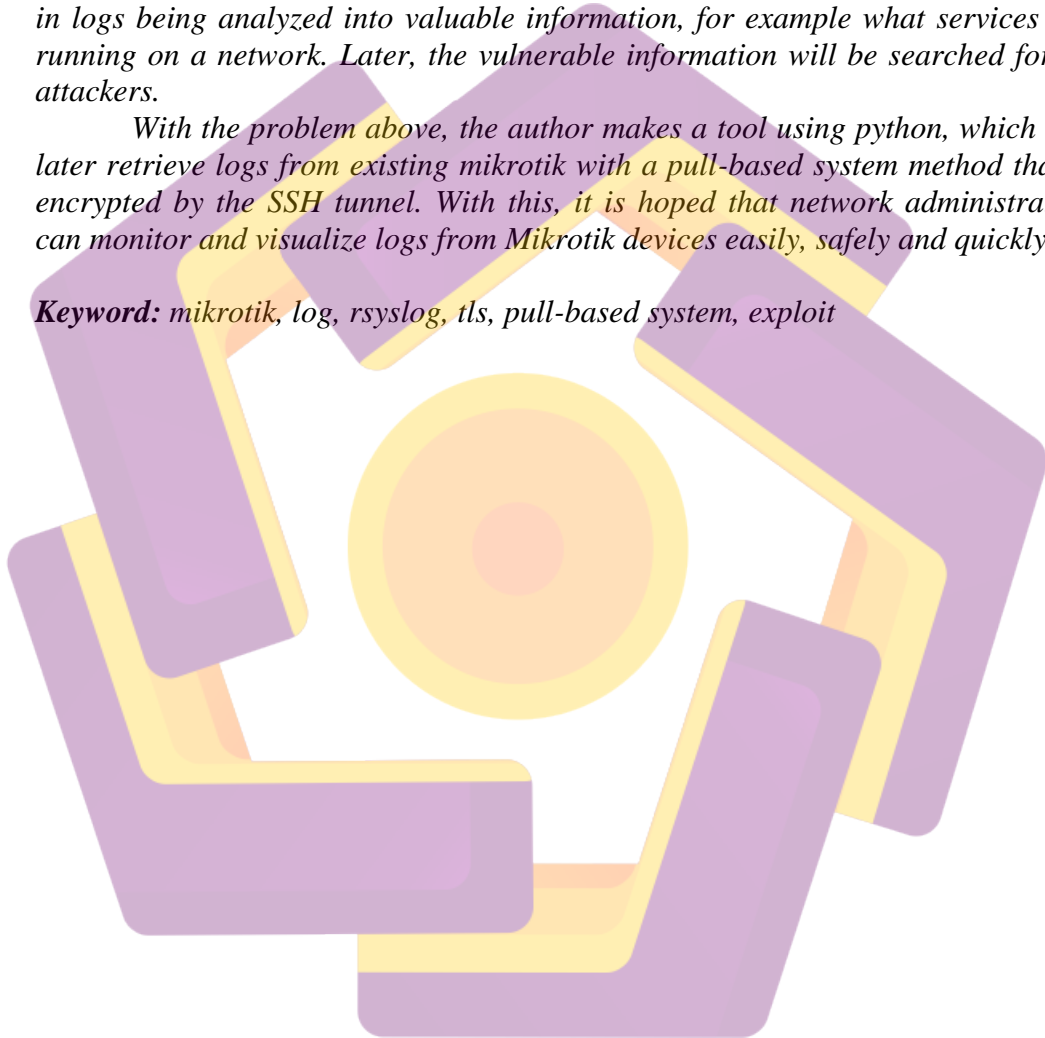 in logs being analyzed into valuable information, for example what services
running on a network. Later, the vulnerable information will be searched for
attackers.
With the problem above, the author makes a tool using python, which
later retrieve logs from existing mikrotik with a pull-based system method
encrypted by the SSH tunnel. With this, it is hoped that network
can monitor and visualize logs from Mikrotik devices easily, safely and quickly
Keyword: mikrotik, log, rsyslog, tls, pull-based system, exploit